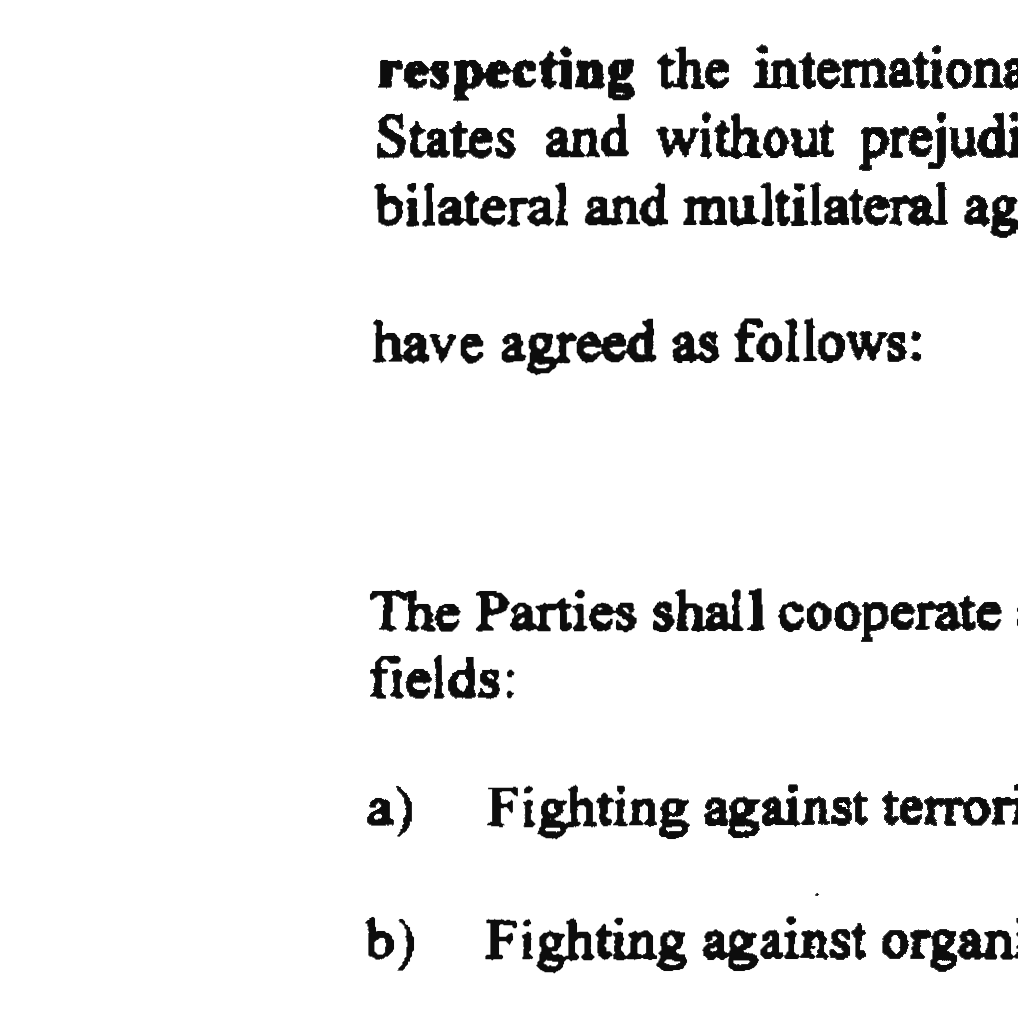 respecting the internationa
States and without prejudi
bilateral and multilateral ag
have agreed as follows:
The Parties shall cooperate
fields:
a) Fighting against terrori
b) Fighting against organi